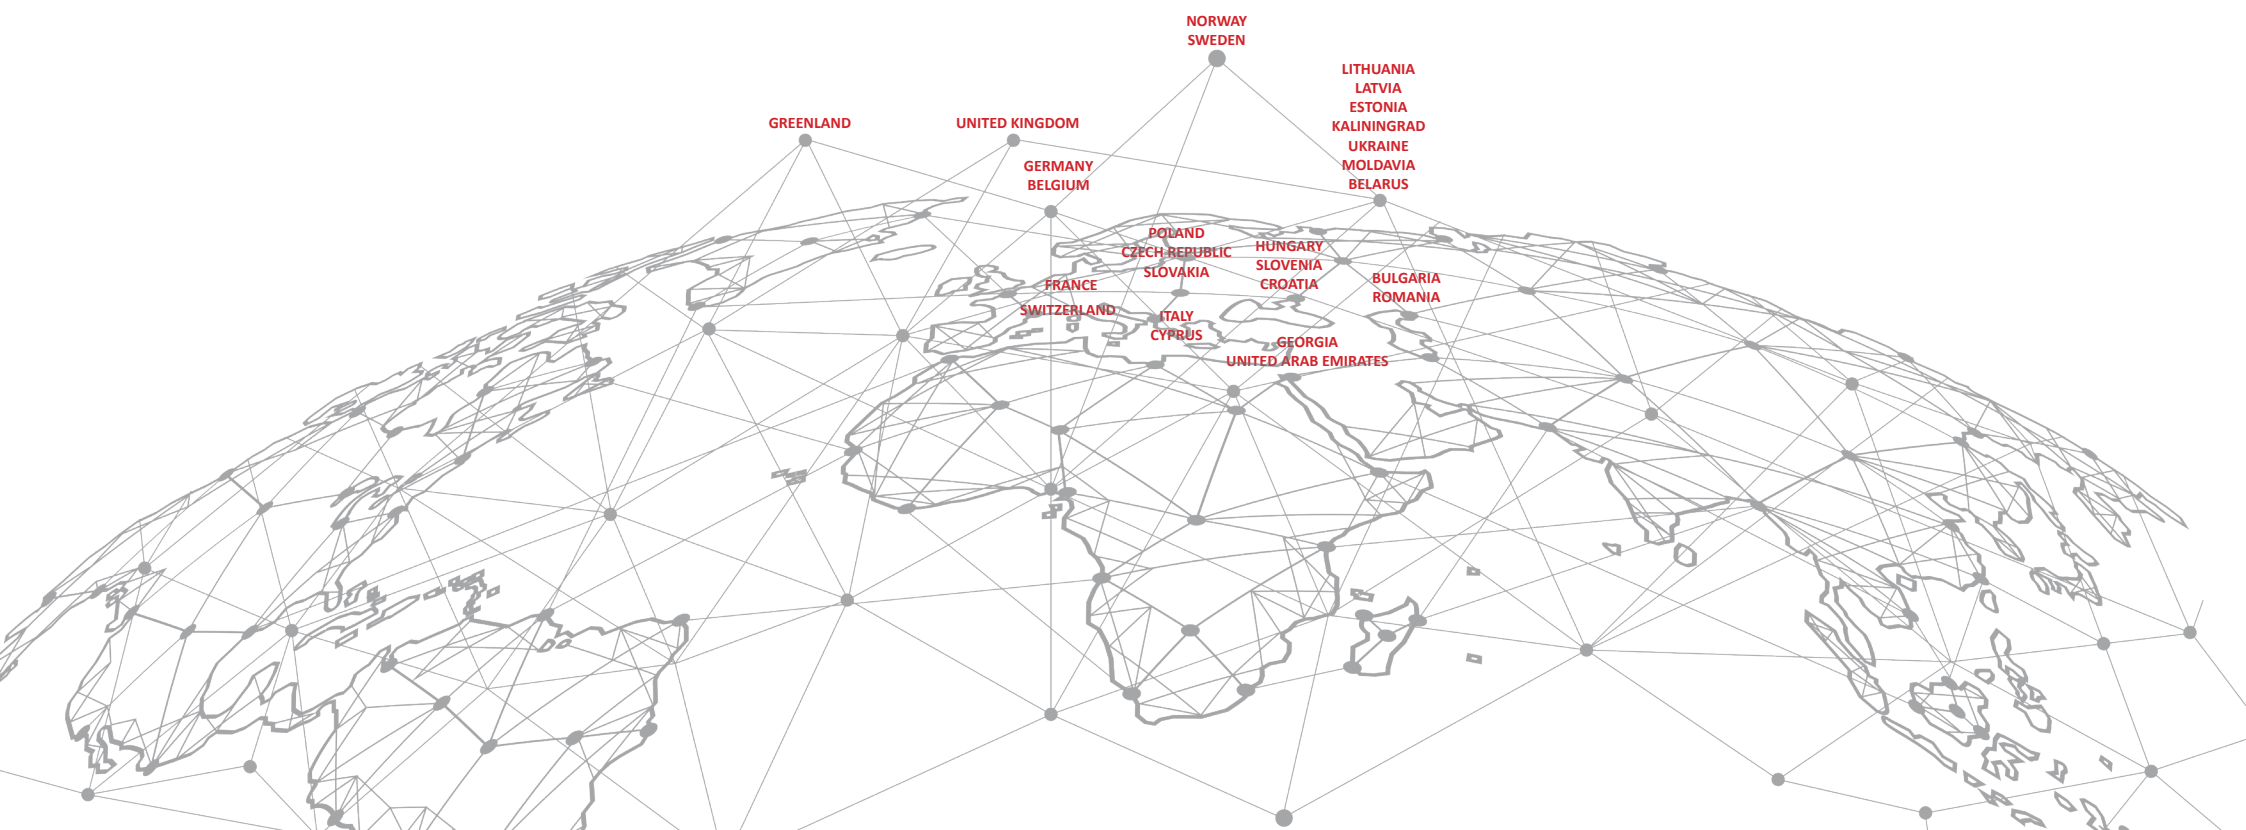 NORWAY
SWEDEN
LITHUANIA
LATVIA
ESTONIA
KALININGRAD
UKRAINE
MOLDAVIA
BELARUS
GREENLAND
UNITED KINGDOM
GERMANY
BELGIUM
POLAND
CZECH REPUBLIC
SLOVAKIA
HUNGARY
SLOVENIA
CROATIA
BULGARIA
ROMANIA
FRANCE
SWITZERLAND
ITALY
CYPRUS
GEORGIA
UNITED ARAB EMIRATES